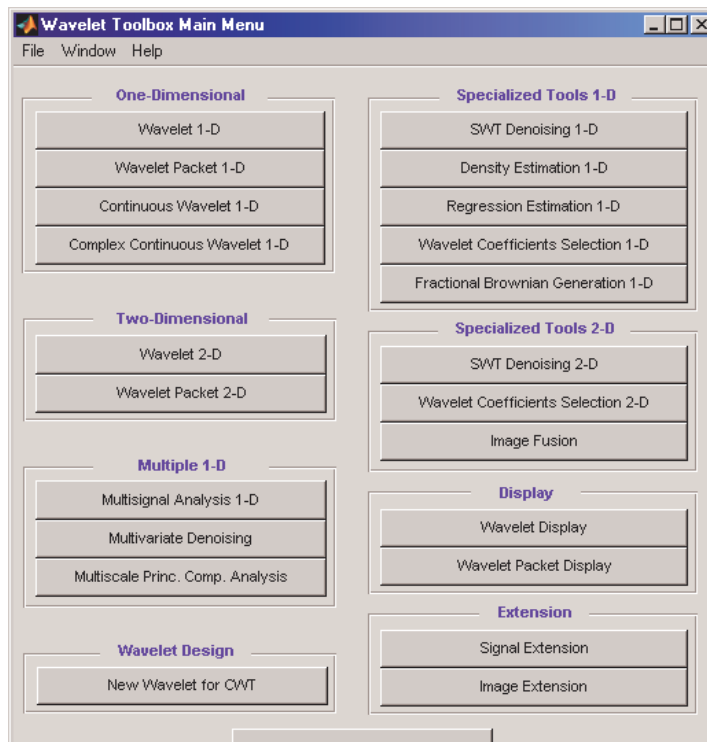 Wavelet Toolbox Main Menu
File Window Help
One-Dimensional
Wavelet 1-D
Wavelet Packet 1-D
Continuous Wavelet 1-D
Complex Continuous Wavelet 1-D
Two-Dimensional
Wavelet 2-D
Wavelet Packet 2-D
Multiple 1-D
Multisignal Analysis 1-D
Multivariate Denoising
Multiscale Princ. Comp. Analysis
Wavelet Design
New Wavelet for CWT
Specialized Tools 1-D
SWT Denoising 1-D
Density Estimation 1-D
Regression Estimation 1-D
Wavelet Coefficients Selection 1-D
Fractional Brownian Generation 1-D
Specialized Tools 2-D
SWT Denoising 2-D
Wavelet Coefficients Selection 2-D
Image Fusion
Display
Wavelet Display
Wavelet Packet Display
Extension
Signal Extension
Image Extension